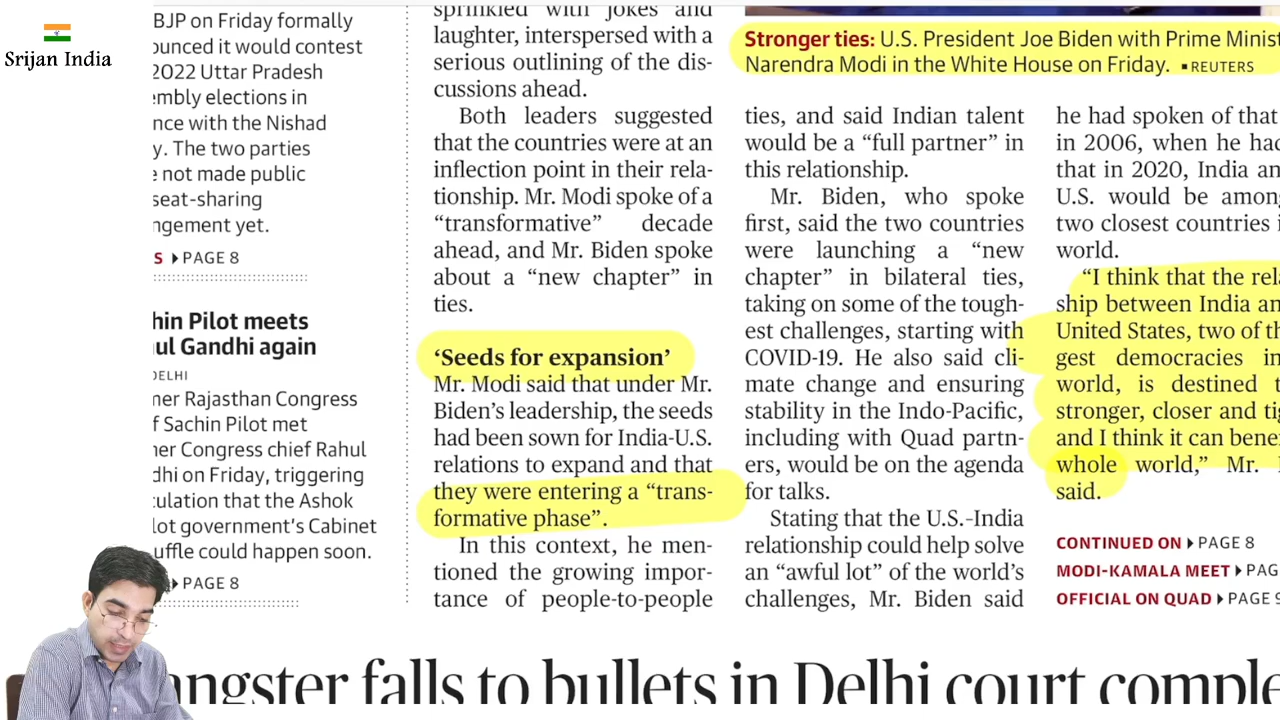 Srijan India
BJP on Friday formally
ounced it would contest
2022 Uttar Pradesh
embly elections in
nce with the Nishad
y. The two parties
e not made public
seat-sharing
ngement yet.
S PAGE 8
hin Pilot meets
ul Gandhi again
DELHI
ner Rajasthan Congress
f Sachin Pilot met
ner Congress chief Rahul
dhi on Friday, triggering
culation that the Ashok
lot government's Cabinet
uffle could happen soon.
PAGE 8
sprinkled with jokes and
laughter, interspersed with a
serious outlining of the dis-
cussions ahead.
Both leaders suggested
that the countries were at an
inflection point in their rela-
tionship. Mr. Modi spoke of a
“transformative” decade
ahead, and Mr. Biden spoke
about a “new chapter” in
ties.
‘Seeds for expansion’
Mr. Modi said that under Mr.
Biden’s leadership, the seeds
had been sown for India-U.S.
relations to expand and that
they were entering a “trans-
formative phase”.
In this context, he men-
tioned the growing impor-
tance of people-to-people
Stronger ties: U.S. President Joe Biden with Prime Minist
Narendra Modi in the White House on Friday. ▪REUTERS
ties, and said Indian talent
would be a “full partner” in
this relationship.
Mr. Biden, who spoke
first, said the two countries
were launching a “new
chapter” in bilateral ties,
taking on some of the tough-
est challenges, starting with
COVID-19. He also said cli-
mate change and ensuring
stability in the Indo-Pacific,
including with Quad partn-
ers, would be on the agenda
for talks.
Stating that the U.S.-India
relationship could help solve
an “awful lot” of the world’s
challenges, Mr. Biden said
he had spoken of that
in 2006, when he had
that in 2020, India an
U.S. would be among
two closest countries i
world.
“I think that the rela
ship between India an
United States, two of th
gest democracies in
world, is destined t
stronger, closer and tig
and I think it can bene
whole world,” Mr.
said.
CONTINUED ON PAGE 8
MODI-KAMALA MEET PAG
OFFICIAL ON QUAD PAGE 9
angster falls to bullets in Delhi court comple